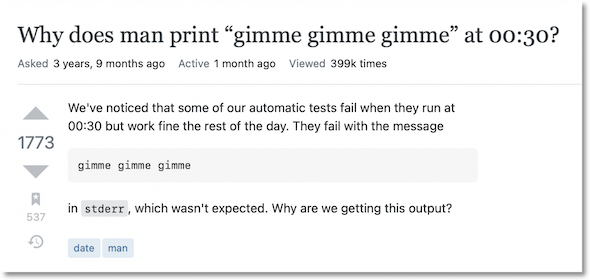 Why does man print “gimme gimme gimme” at 00:30?
Asked 3 years, 9 months ago Active 1 month ago Viewed 399k times
We've noticed that some of our automatic tests fail when they run at
00:30 but work fine the rest of the day. They fail with the message
1773
gimme gimme gimme
in stderr, which wasn't expected. Why are we getting this output?
537
date man